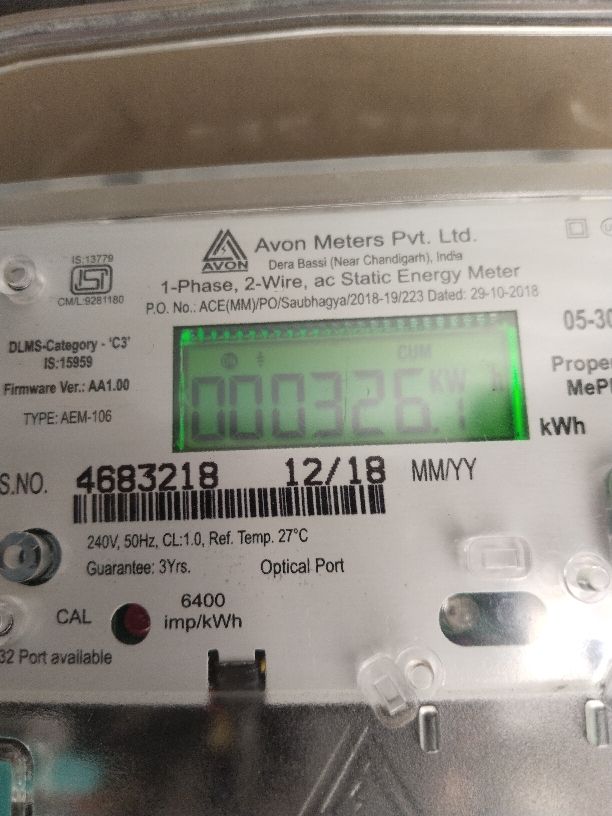 Avon Meters Pvt. Ltd.
AVON
Dera Bassi (Near Chandigarh), India
IS:13779
ISI
CM/L:9281180
1-Phase, 2-Wire, ac Static Energy Meter
P.O. No.: ACE(MM)/PO/Saubhagya/2018-19/223 Dated: 29-10-2018
05-30
DLMS-Category - 'C3'
IS:15959
Firmware Ver.: AA1.00
TYPE: AEM-106
CUM
000326.1 KW h
kWh
S.NO. 4683218 12/18 MM/YY
240V, 50Hz, CL:1.0, Ref. Temp. 27°C
Guarantee: 3Yrs. Optical Port
CAL 6400
imp/kWh
32 Port available